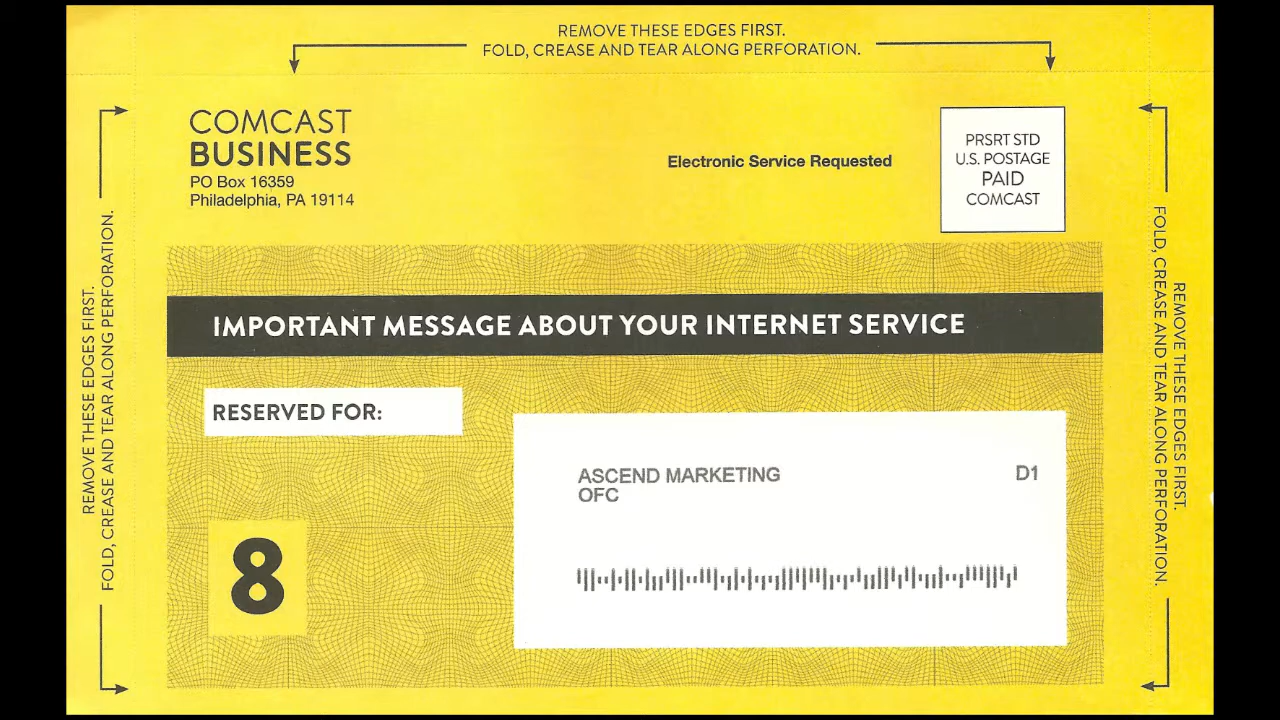 REMOVE THESE EDGES FIRST.
FOLD, CREASE AND TEAR ALONG PERFORATION.
COMCAST
BUSINESS
PO Box 16359
Philadelphia, PA 19114
Electronic Service Requested
PRSRT STD
U.S. POSTAGE
PAID
COMCAST
REMOVE THESE EDGES FIRST.
FOLD, CREASE AND TEAR ALONG PERFORATION.
REMOVE THESE EDGES FIRST.
FOLD, CREASE AND TEAR ALONG PERFORATION.
IMPORTANT MESSAGE ABOUT YOUR INTERNET SERVICE
RESERVED FOR:
ASCEND MARKETING D1
OFC
8